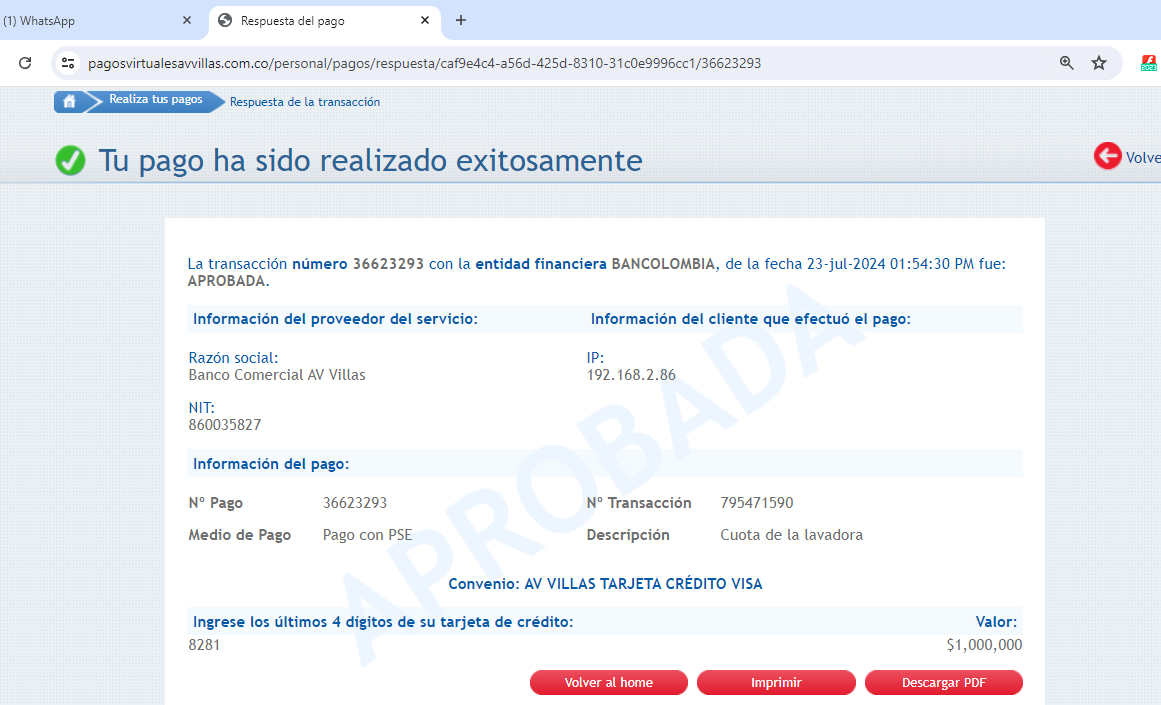 (1) WhatsApp
Respuesta del pago
pagosvirtualesavvillas.com.co/personal/pagos/respuesta/caf9e4c4-a56d-425d-8310-31c0e9996cc1/36623293
Realiza tus pagos
Respuesta de la transacción
Tu pago ha sido realizado exitosamente
Volve
La transacción número 36623293 con la entidad financiera BANCOLOMBIA, de la fecha 23-jul-2024 01:54:30 PM fue:
APROBADA.
Información del proveedor del servicio: Información del cliente que efectuó el pago:
Razón social: IP:
Banco Comercial AV Villas 192.168.2.86
NIT:
860035827
Información del pago:
Nº Pago 36623293 Nº Transacción 795471590
Medio de Pago Pago con PSE Descripción Cuota de la lavadora
APROBADA
Convenio: AV VILLAS TARJETA CRÉDITO VISA
Ingrese los últimos 4 dígitos de su tarjeta de crédito: Valor:
8281 $1,000,000
Volver al home Imprimir Descargar PDF